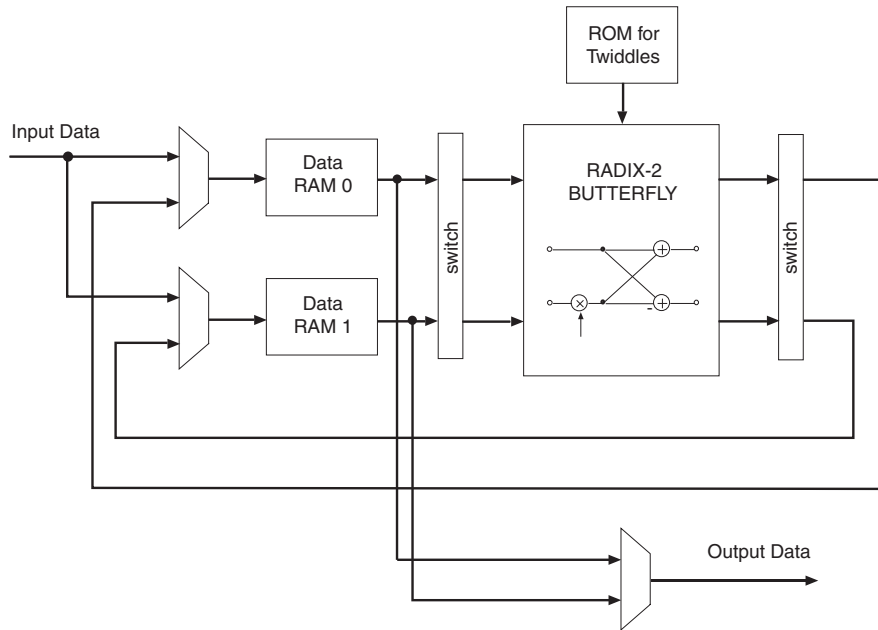 ROM for
Twiddles
Input Data
Data
RAM 0
switch
RADIX-2
BUTTERFLY
switch
Data
RAM 1
Output Data